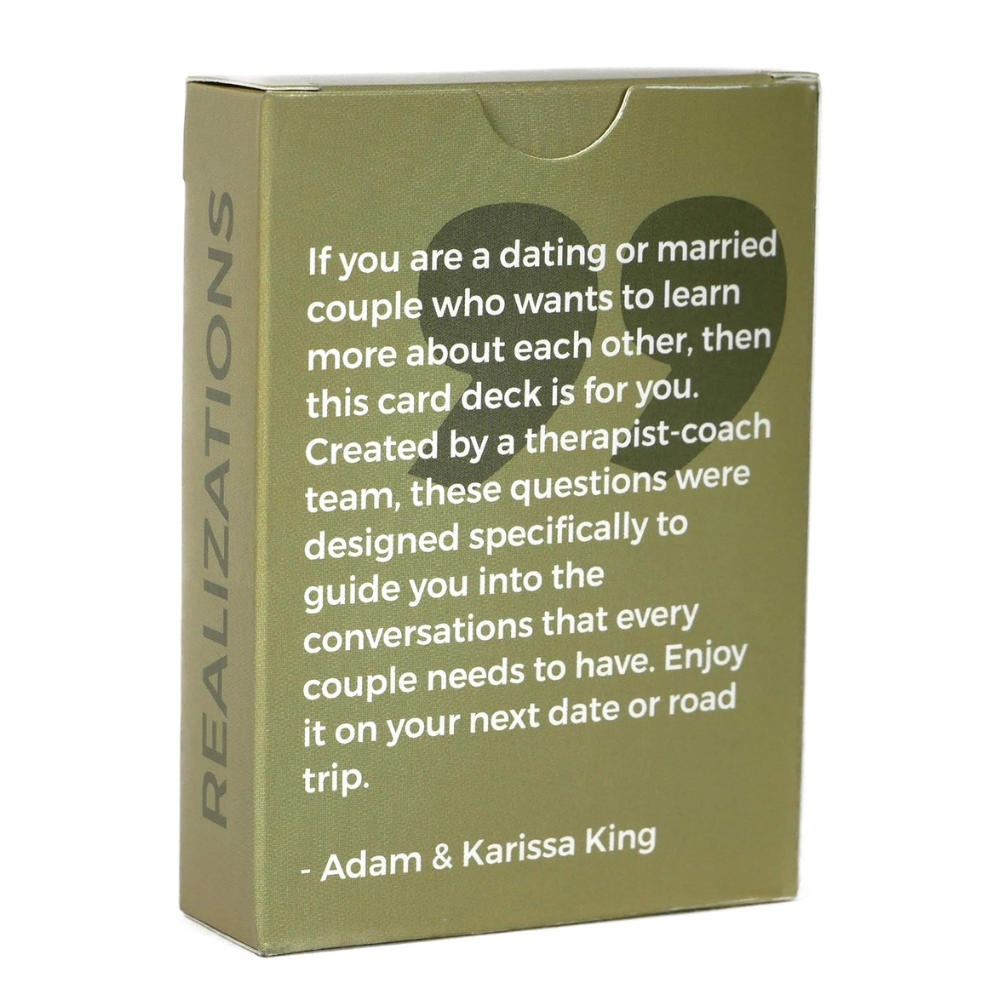 REALIZATIONS
If you are a dating or married
couple who wants to learn
more about each other, then
this card deck is for you.
Created by a therapist-coach
team, these questions were
designed specifically to
guide you into the
conversations that every
couple needs to have. Enjoy
it on your next date or road
trip.
- Adam & Karissa King